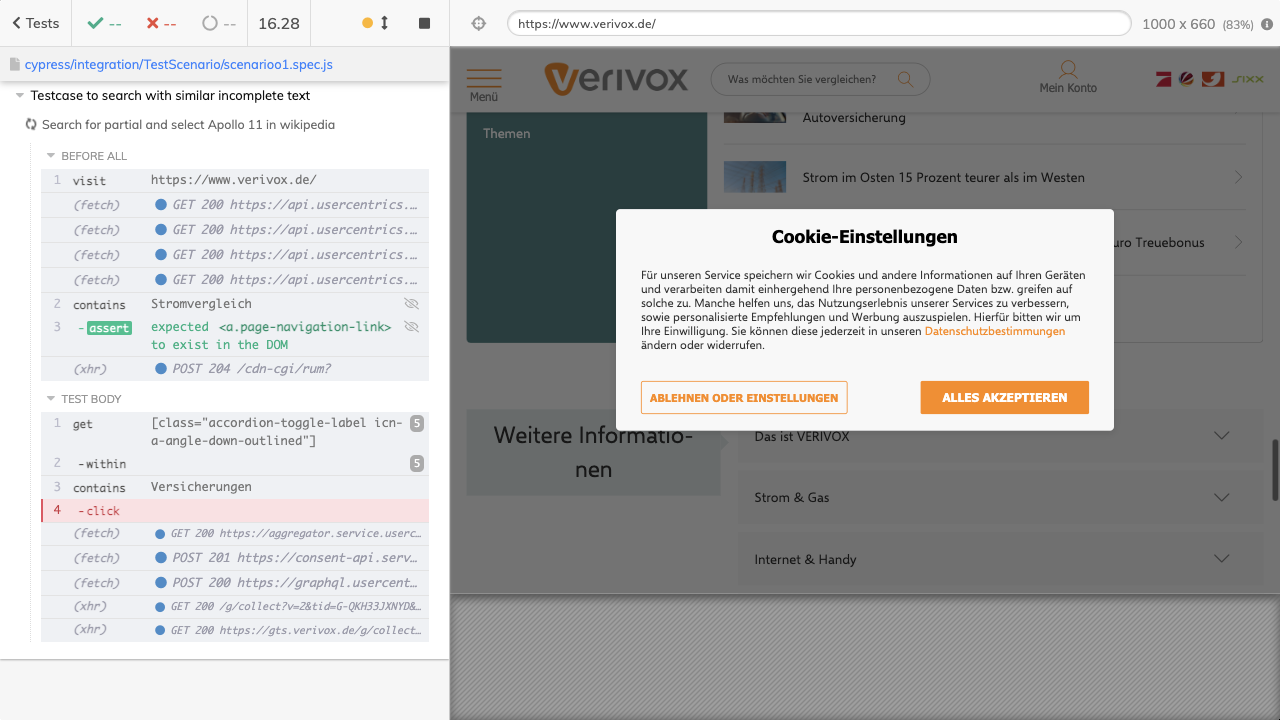 Tests
--
--
--
16.28
https://www.verivox.de/
1000 x 660 (83%)
cypress/integration/TestScenario/scenarioo1.spec.js
Testcase to search with similar incomplete text
Search for partial and select Apollo 11 in wikipedia
BEFORE ALL
1 visit https://www.verivox.de/
(fetch) GET 200 https://api.usercentrics.…
(fetch) GET 200 https://api.usercentrics.…
(fetch) GET 200 https://api.usercentrics.…
(fetch) GET 200 https://api.usercentrics.…
2 contains Stromvergleich
3 -assert expected <a.page-navigation-link>
to exist in the DOM
(xhr) POST 204 /cdn-cgi/rum?
TEST BODY
1 get [class="accordion-toggle-label icn- 5
a-angle-down-outlined"]
2 -within 5
3 contains Versicherungen
4 -click
(fetch) GET 200 https://aggregator.service.userc…
(fetch) POST 201 https://consent-api.serv…
(fetch) POST 200 https://graphql.usercent…
(xhr) GET 200 /g/collect?v=2&tid=G-QKH33JXNYD&…
(xhr) GET 200 https://gts.verivox.de/g/collect…
Menü
verivox
Was möchten Sie vergleichen?
Mein Konto
sixx
Themen
Autoversicherung
Strom im Osten 15 Prozent teurer als im Westen
uro Treuebonus
Cookie-Einstellungen
Für unseren Service speichern wir Cookies und andere Informationen auf Ihren Geräten
und verarbeiten damit einhergehend Ihre personenbezogene Daten bzw. greifen auf
solche zu. Manche helfen uns, das Nutzungserlebnis unserer Services zu verbessern,
sowie personalisierte Empfehlungen und Werbung auszuspielen. Hierfür bitten wir um
Ihre Einwilligung. Sie können diese jederzeit in unseren Datenschutzbestimmungen
ändern oder widerrufen.
ABLEHNEN ODER EINSTELLUNGEN
ALLES AKZEPTIEREN
Weitere Informatio-
nen
Das ist VERIVOX
Strom & Gas
Internet & Handy